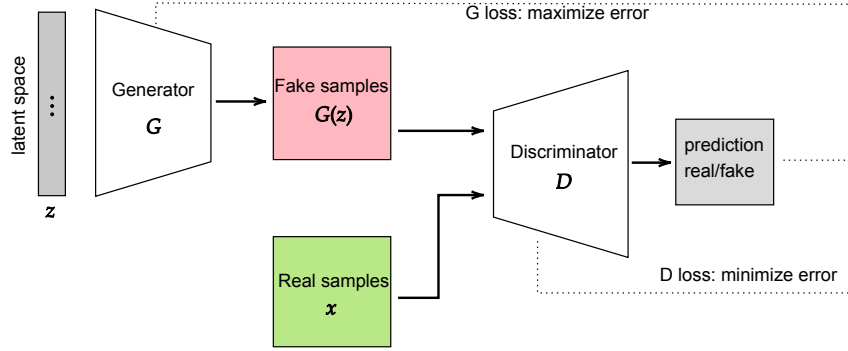 G loss: maximize error
latent space
...
z
Generator
G
Fake samples
G(z)
Discriminator
D
prediction
real/fake
Real samples
x
D loss: minimize error